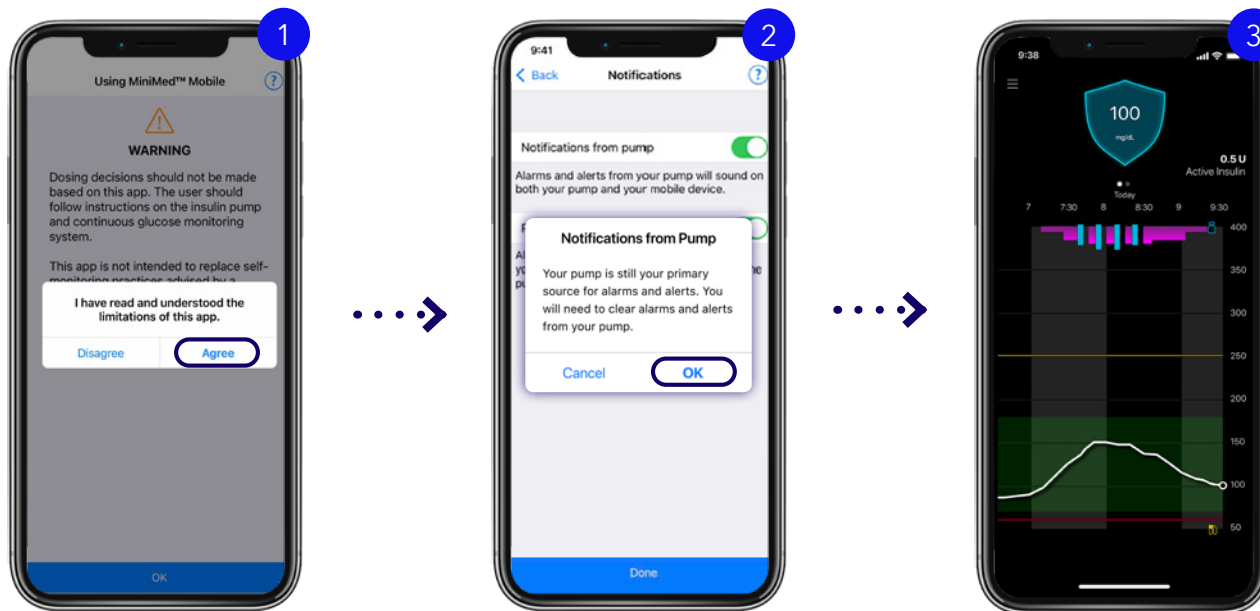 1
Using MiniMed™ Mobile
?
WARNING
Dosing decisions should not be made
based on this app. The user should
follow instructions on the insulin pump
and continuous glucose monitoring
system.
This app is not intended to replace self-
monitoring practices advised by a
I have read and understood the
limitations of this app.
Disagree Agree
OK
2
9:41
Back Notifications ?
Notifications from pump
Alarms and alerts from your pump will sound on
both your pump and your mobile device.
Notifications from Pump
Your pump is still your primary
source for alarms and alerts. You
will need to clear alarms and alerts
from your pump.
Cancel OK
Done
3
9:38
100
mg/dL
0.5 U
Active Insulin
Today
7 7:30 8 8:30 9 9:30
400
350
300
250
200
150
100
50